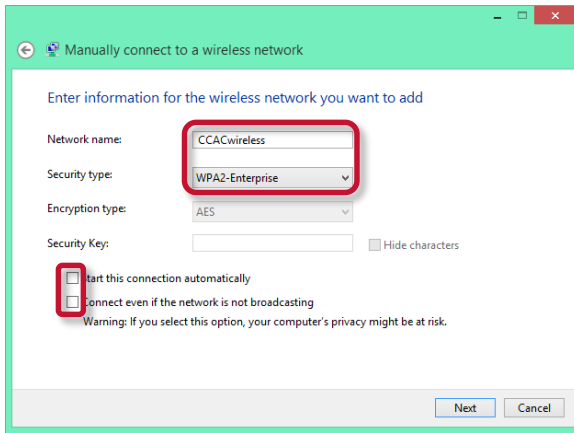 Manually connect to a wireless network
Enter information for the wireless network you want to add
Network name: CCACwireless
Security type: WPA2-Enterprise
Encryption type: AES
Security Key: Hide characters
Start this connection automatically
Connect even if the network is not broadcasting
Warning: If you select this option, your computer's privacy might be at risk.
Next Cancel